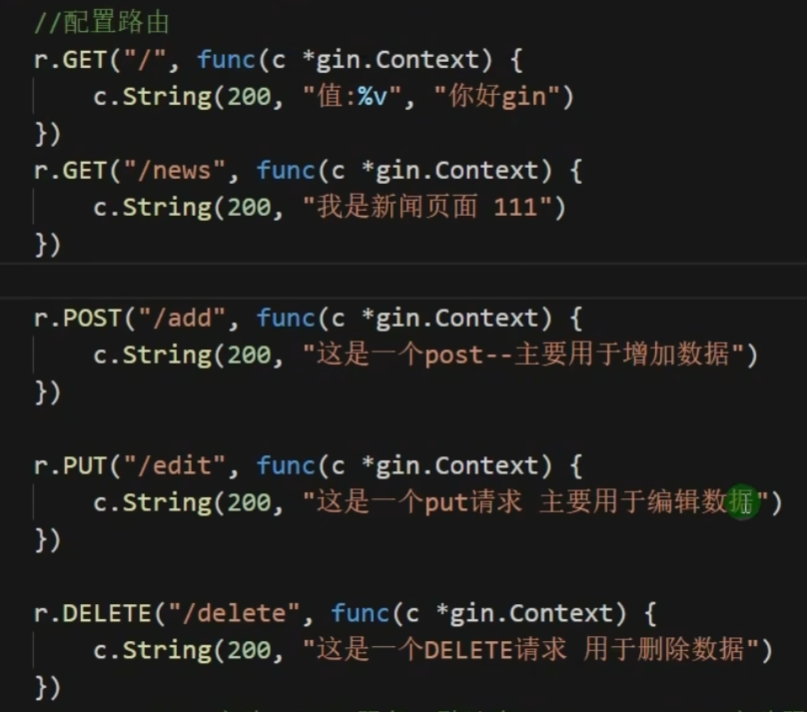 //配置路由
r.GET("/", func(c *gin.Context) {
    c.String(200, "值:%v", "你好gin")
})
r.GET("/news", func(c *gin.Context) {
    c.String(200, "我是新闻页面 111")
})
r.POST("/add", func(c *gin.Context) {
    c.String(200, "这是一个post--主要用于增加数据")
})
r.PUT("/edit", func(c *gin.Context) {
    c.String(200, "这是一个put请求 主要用于编辑数据")
})
r.DELETE("/delete", func(c *gin.Context) {
    c.String(200, "这是一个DELETE请求 用于删除数据")
})